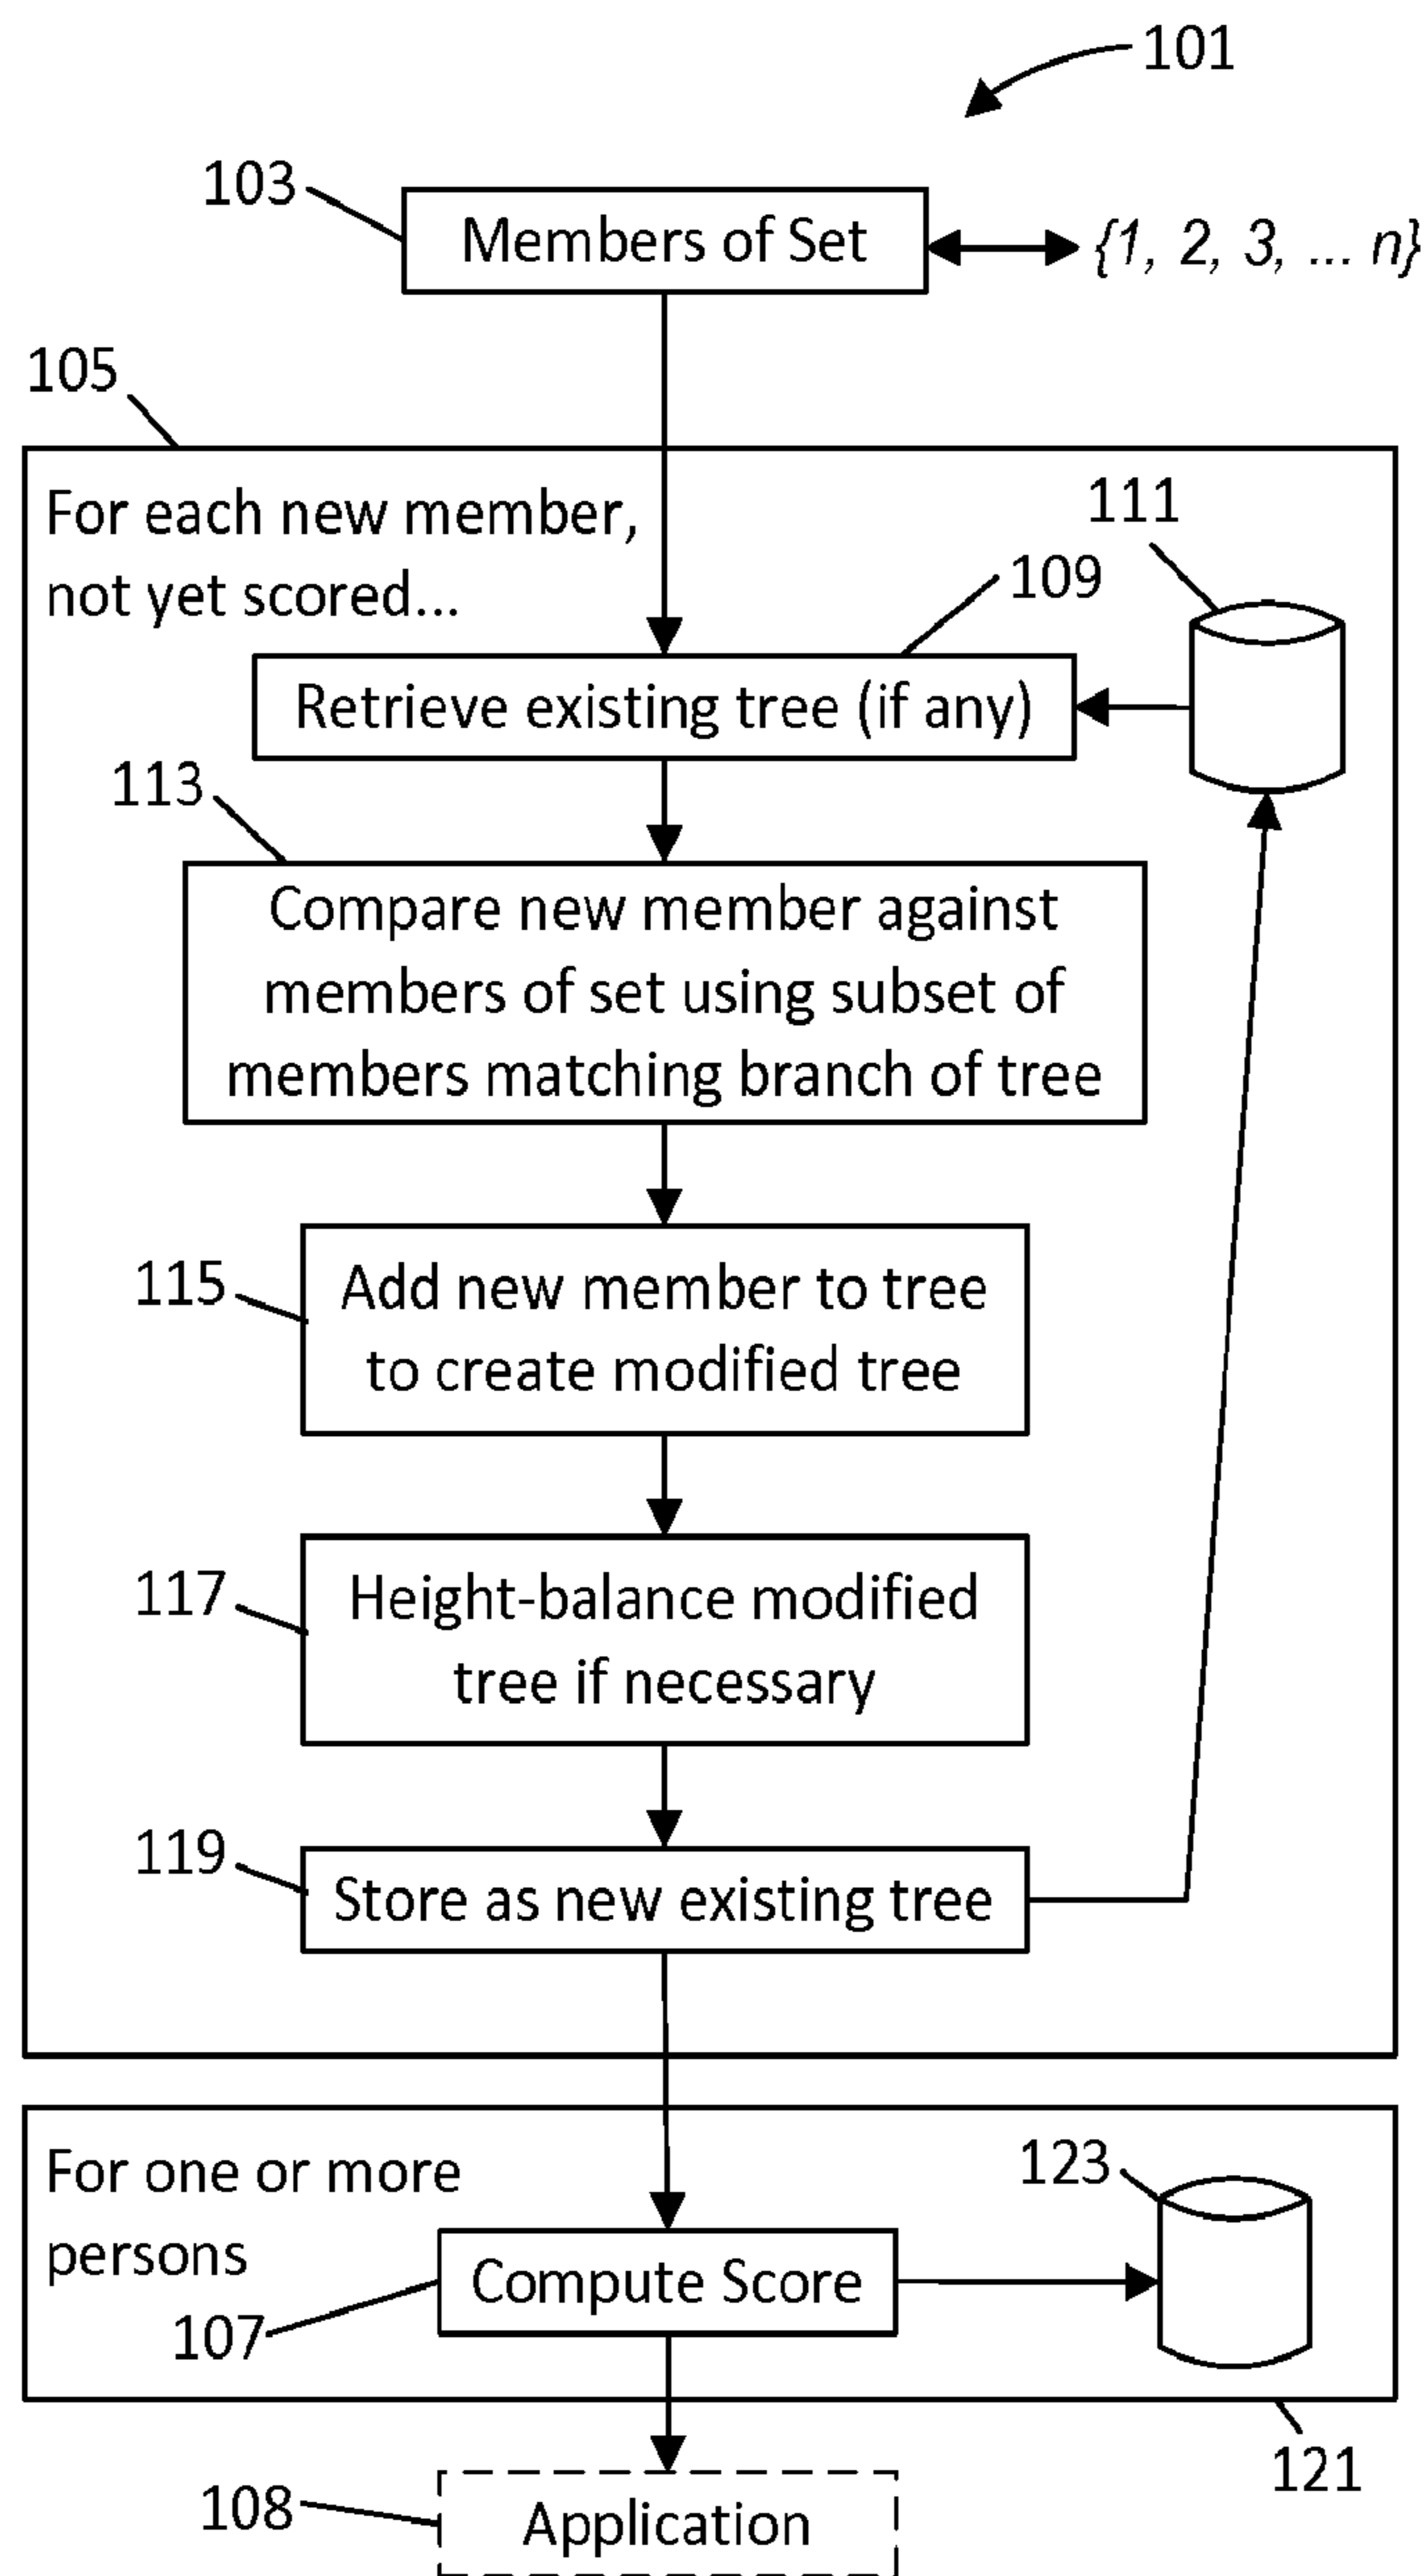 101
103
Members of Set
{1, 2, 3, ... n}
105
For each new member,
not yet scored...
111
109
Retrieve existing tree (if any)
113
Compare new member against
members of set using subset of
members matching branch of tree
115
Add new member to tree
to create modified tree
117
Height-balance modified
tree if necessary
119
Store as new existing tree
For one or more
persons
123
Compute Score
107
121
108
Application